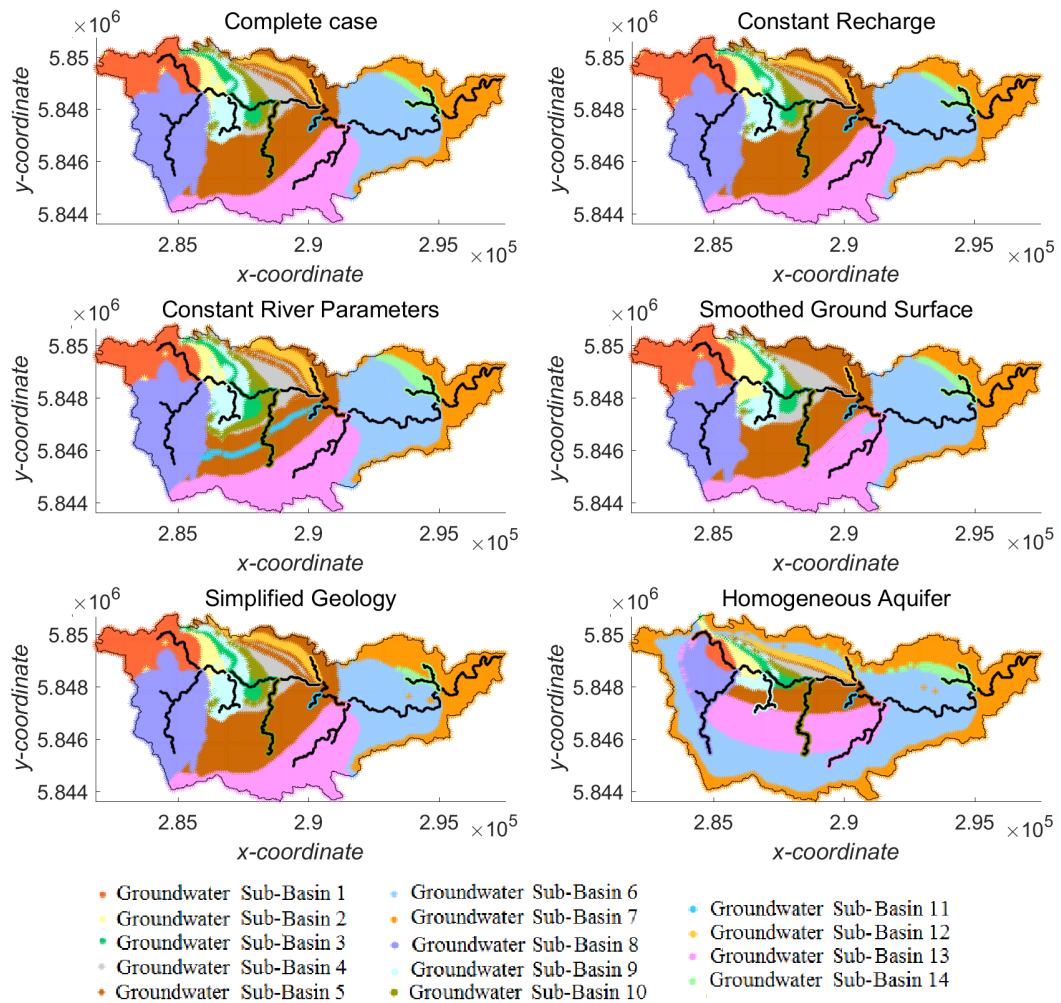 Complete case
×10⁶
5.85
5.848
5.846
5.844
y-coordinate
2.85
2.9
2.95
×10⁵
x-coordinate
Constant Recharge
×10⁶
5.85
5.848
5.846
5.844
y-coordinate
2.85
2.9
2.95
×10⁵
x-coordinate
Constant River Parameters
×10⁶
5.85
5.848
5.846
5.844
y-coordinate
2.85
2.9
2.95
×10⁵
x-coordinate
Smoothed Ground Surface
×10⁶
5.85
5.848
5.846
5.844
y-coordinate
2.85
2.9
2.95
×10⁵
x-coordinate
Simplified Geology
×10⁶
5.85
5.848
5.846
5.844
y-coordinate
2.85
2.9
2.95
×10⁵
x-coordinate
Homogeneous Aquifer
×10⁶
5.85
5.848
5.846
5.844
y-coordinate
2.85
2.9
2.95
×10⁵
x-coordinate
Groundwater Sub-Basin 1
Groundwater Sub-Basin 2
Groundwater Sub-Basin 3
Groundwater Sub-Basin 4
Groundwater Sub-Basin 5
Groundwater Sub-Basin 6
Groundwater Sub-Basin 7
Groundwater Sub-Basin 8
Groundwater Sub-Basin 9
Groundwater Sub-Basin 10
Groundwater Sub-Basin 11
Groundwater Sub-Basin 12
Groundwater Sub-Basin 13
Groundwater Sub-Basin 14